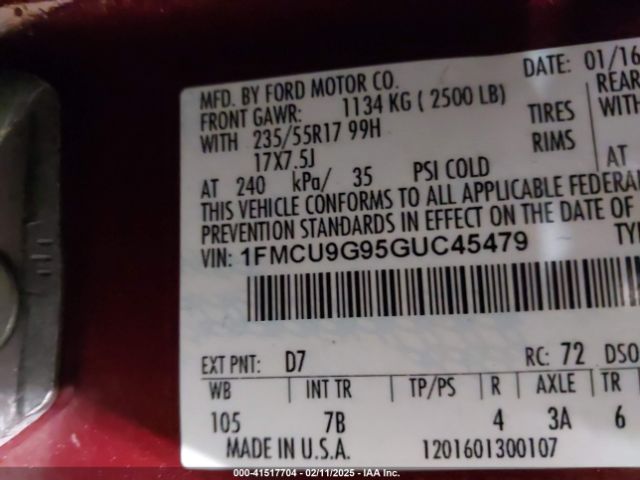 MFD. BY FORD MOTOR CO.
DATE: 01/16
FRONT GAWR: 1134 KG ( 2500 LB)
REAR
WITH 235/55R17 99H TIRES
WITH
17X7.5J RIMS
AT 240 kPa/ 35 PSI COLD
AT
THIS VEHICLE CONFORMS TO ALL APPLICABLE FEDERA
PREVENTION STANDARDS IN EFFECT ON THE DATE OF
VIN: 1FMCU9G95GUC45479 TY
EXT PNT: D7 RC: 72 DSO
WB INT TR TP/PS R AXLE TR
105 7B 4 3A 6
MADE IN U.S.A. 1201601300107
000-41517704 - 02/11/2025 - IAA Inc.